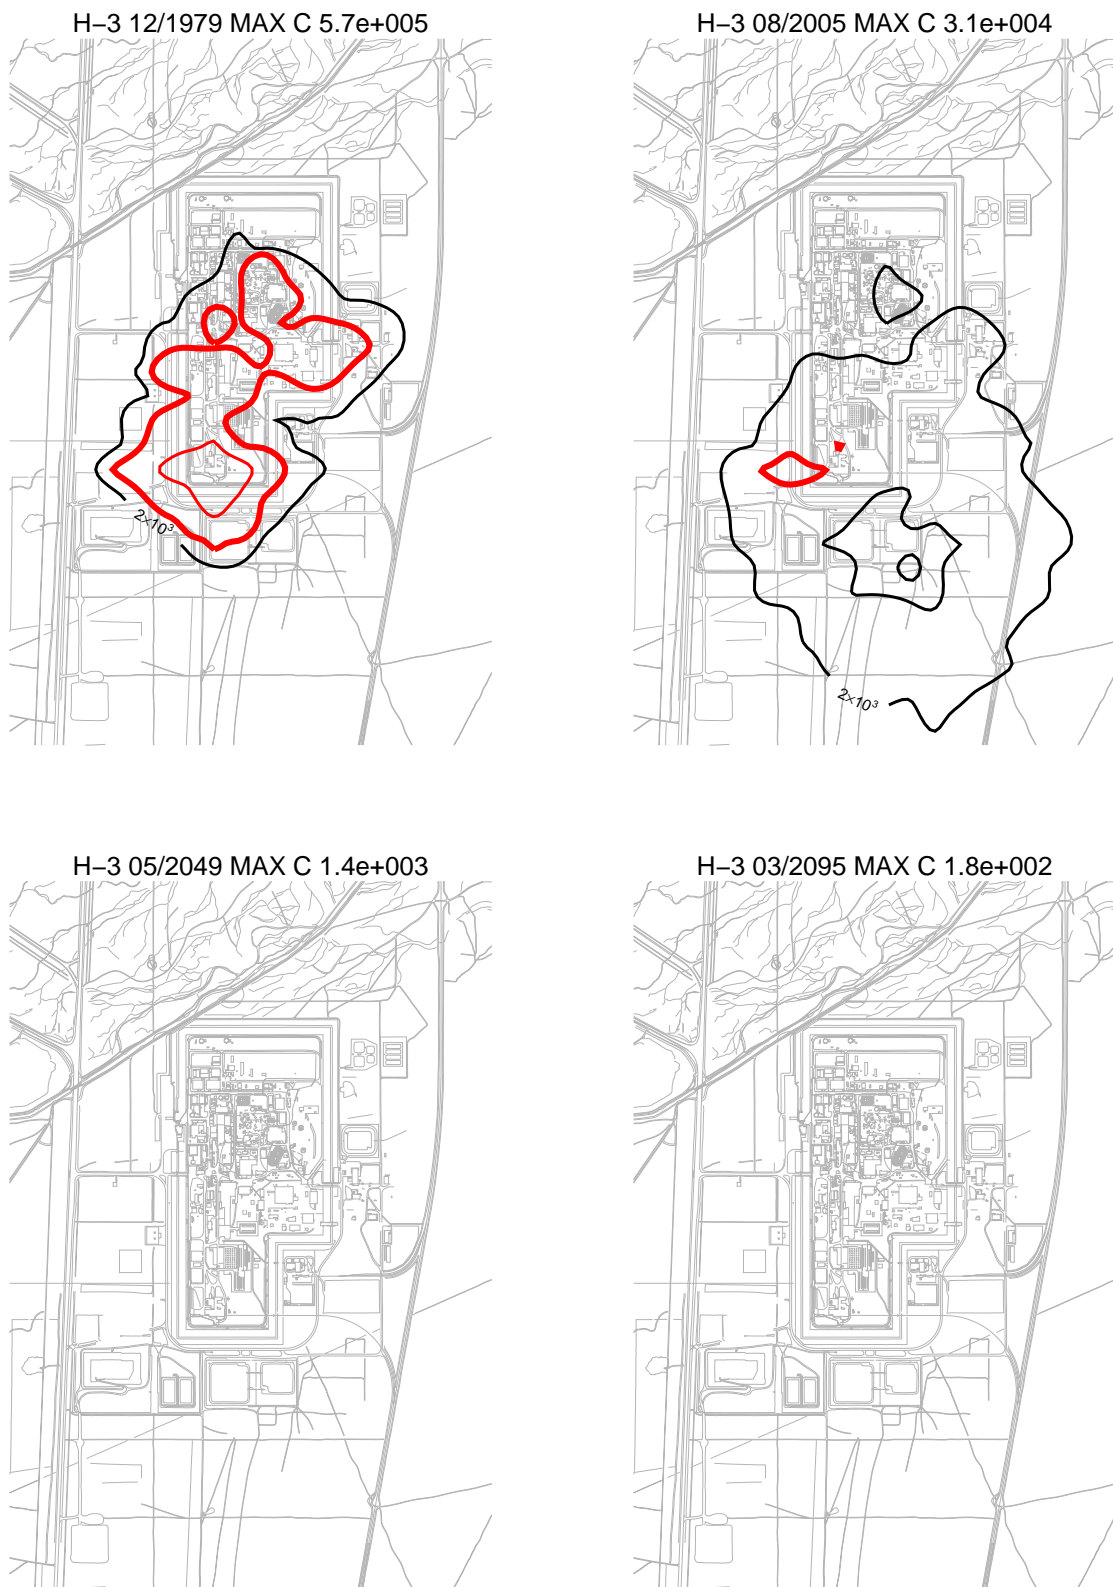 H−3 12/1979 MAX C 5.7e+005
H−3 08/2005 MAX C 3.1e+004
2×10³
2×10³
H−3 05/2049 MAX C 1.4e+003
H−3 03/2095 MAX C 1.8e+002